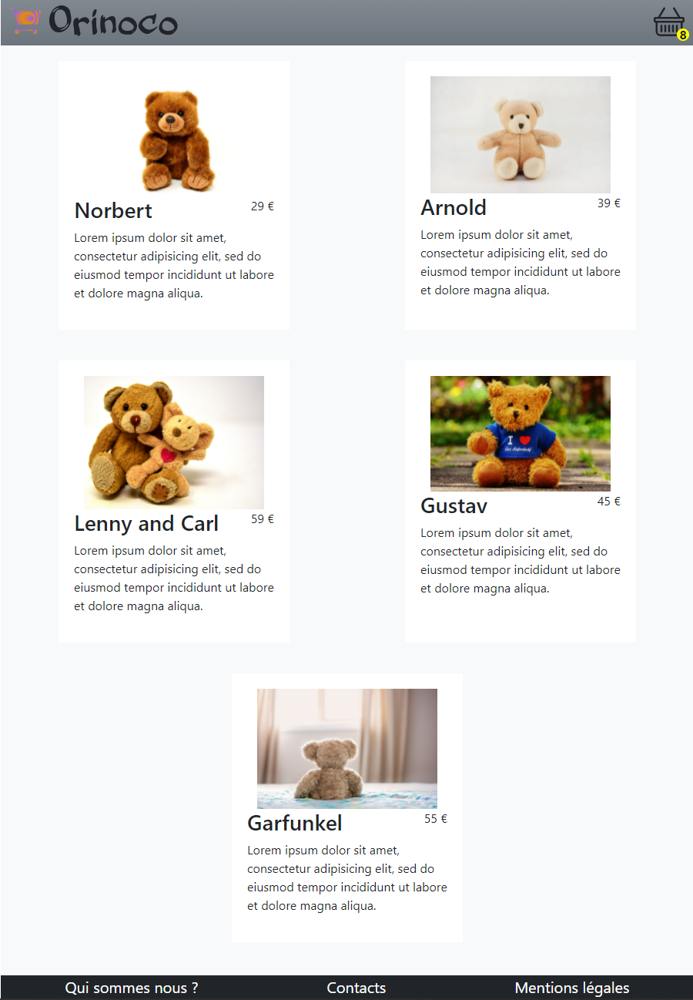 Orinoco
8
Norbert 29 €
Lorem ipsum dolor sit amet,
consectetur adipisicing elit, sed do
eiusmod tempor incididunt ut labore
et dolore magna aliqua.
Arnold 39 €
Lorem ipsum dolor sit amet,
consectetur adipisicing elit, sed do
eiusmod tempor incididunt ut labore
et dolore magna aliqua.
Lenny and Carl 59 €
Lorem ipsum dolor sit amet,
consectetur adipisicing elit, sed do
eiusmod tempor incididunt ut labore
et dolore magna aliqua.
I ♥
Gustav 45 €
Lorem ipsum dolor sit amet,
consectetur adipisicing elit, sed do
eiusmod tempor incididunt ut labore
et dolore magna aliqua.
Garfunkel 55 €
Lorem ipsum dolor sit amet,
consectetur adipisicing elit, sed do
eiusmod tempor incididunt ut labore
et dolore magna aliqua.
Qui sommes nous ? Contacts Mentions légales